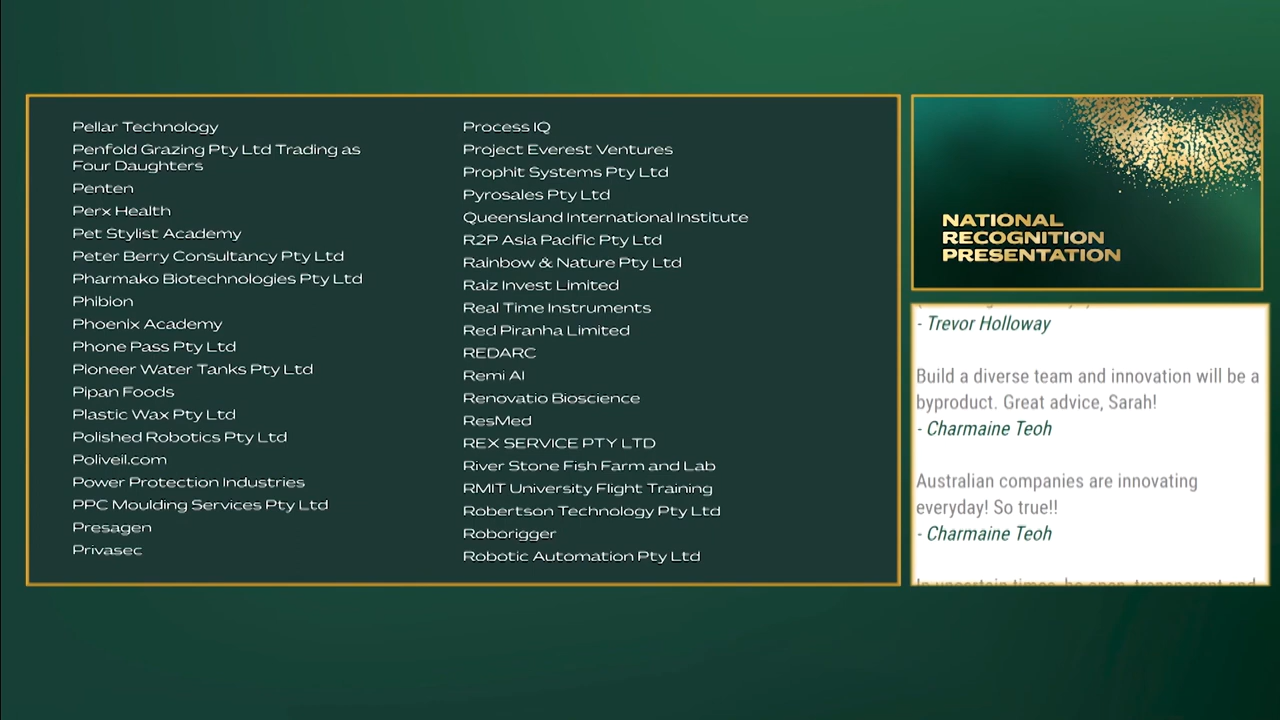 Pellar Technology
Penfold Grazing Pty Ltd Trading as
Four Daughters
Penten
Perx Health
Pet Stylist Academy
Peter Berry Consultancy Pty Ltd
Pharmako Biotechnologies Pty Ltd
Phibion
Phoenix Academy
Phone Pass Pty Ltd
Pioneer Water Tanks Pty Ltd
Pipan Foods
Plastic Wax Pty Ltd
Polished Robotics Pty Ltd
Poliveil.com
Power Protection Industries
PPC Moulding Services Pty Ltd
Presagen
Privasec
Process IQ
Project Everest Ventures
Prophit Systems Pty Ltd
Pyrosales Pty Ltd
Queensland International Institute
R2P Asia Pacific Pty Ltd
Rainbow & Nature Pty Ltd
Raiz Invest Limited
Real Time Instruments
Red Piranha Limited
REDARC
Remi AI
Renovatio Bioscience
ResMed
REX SERVICE PTY LTD
River Stone Fish Farm and Lab
RMIT University Flight Training
Robertson Technology Pty Ltd
Roborigger
Robotic Automation Pty Ltd
NATIONAL
RECOGNITION
PRESENTATION
- Trevor Holloway
Build a diverse team and innovation will be a
byproduct. Great advice, Sarah!
- Charmaine Teoh
Australian companies are innovating
everyday! So true!!
- Charmaine Teoh
In uncertain times, be open, transparent and